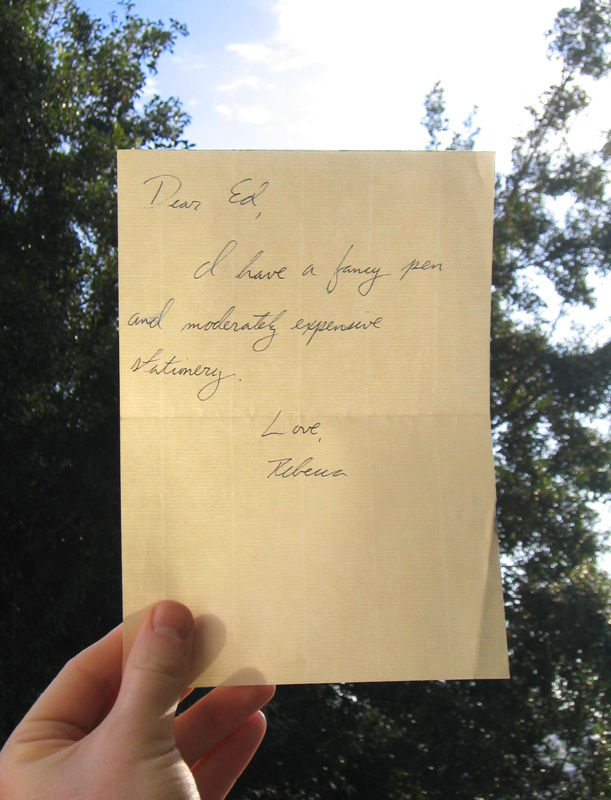 Dear Ed,
I have a fancy pen
and moderately expensive
stationery.
Love,
Rebecca